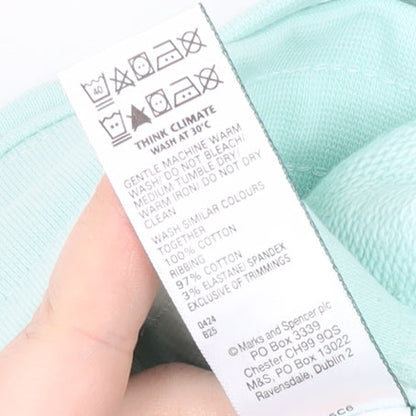 40
THINK CLIMATE
WASH AT 30°C
GENTLE MACHINE WARM
WASH/ DO NOT BLEACH/
MEDIUM TUMBLE DRY/
WARM IRON/ DO NOT DRY
CLEAN
WASH SIMILAR COLOURS
TOGETHER
100% COTTON
RIBBING
97% COTTON
3% ELASTANE/ SPANDEX
EXCLUSIVE OF TRIMMINGS
0424
825
© Marks and Spencer plc
PO Box 3339
Chester CH99 9QS
M&S, PO Box 13022
Ravensdale, Dublin 2